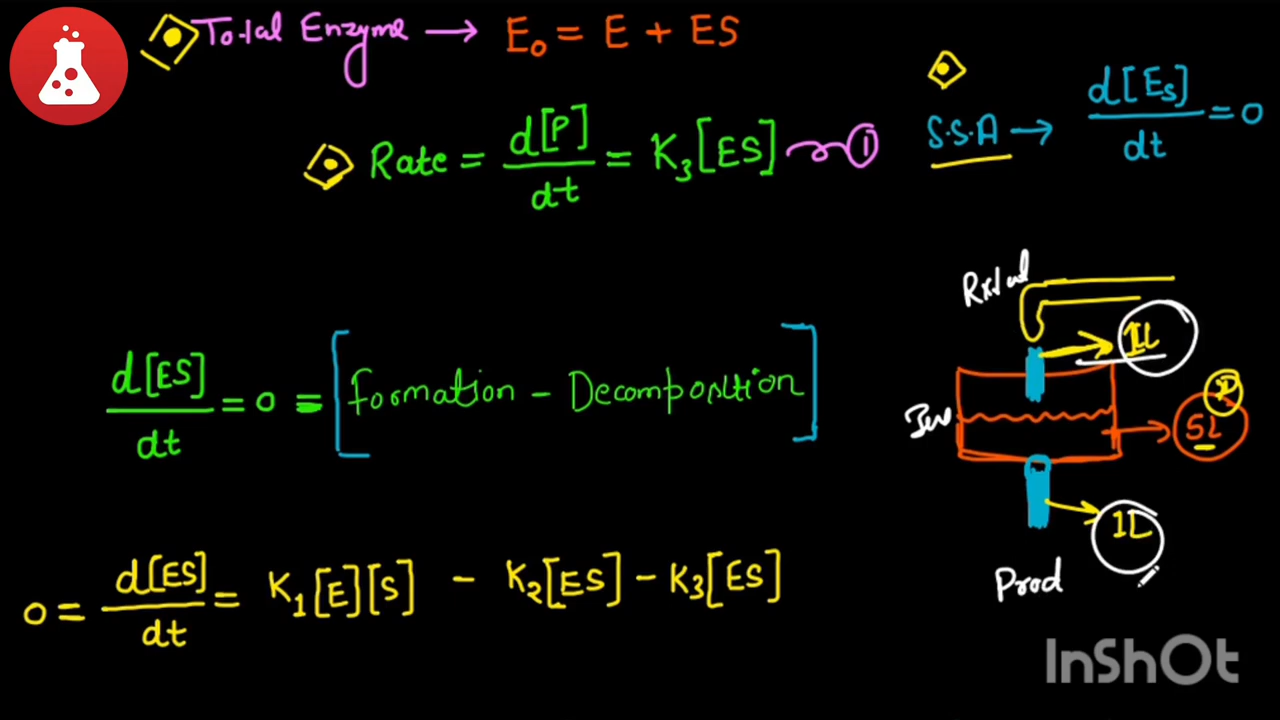 Total Enzyme → E₀ = E + ES
Rate = d[P]/dt = K₃[ES] ①
S.S.A → d[Es]/dt = 0
d[ES]/dt = 0 = [Formation - Decomposition]
1L
5L
1L
Prod
0 = d[ES]/dt = K₁[E][S] - K₂[ES] - K₃[ES]
InShOt